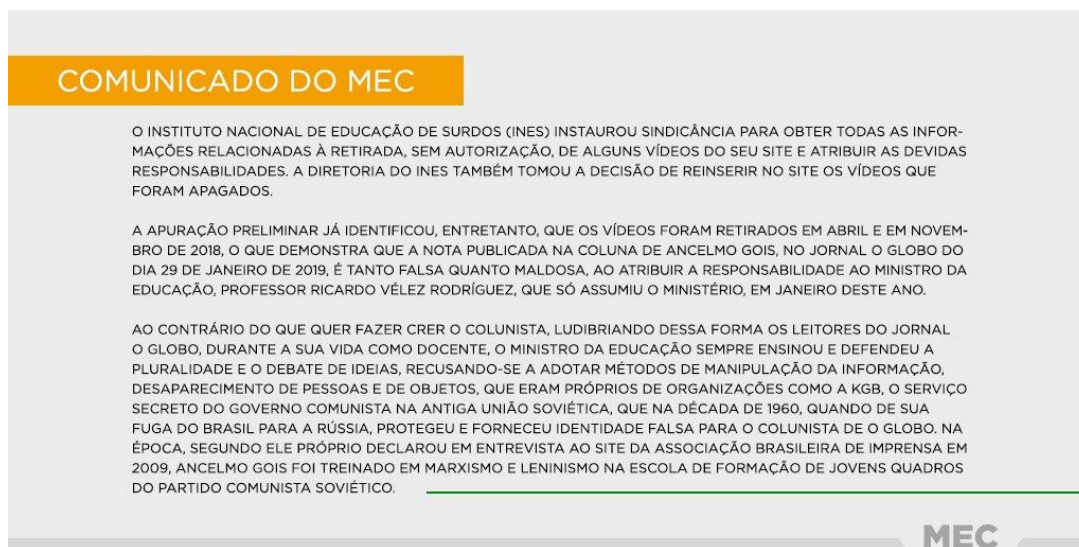 COMUNICADO DO MEC
O INSTITUTO NACIONAL DE EDUCAÇÃO DE SURDOS (INES) INSTAUROU SINDICÂNCIA PARA OBTER TODAS AS INFOR-
MAÇÕES RELACIONADAS À RETIRADA, SEM AUTORIZAÇÃO, DE ALGUNS VÍDEOS DO SEU SITE E ATRIBUIR AS DEVIDAS
RESPONSABILIDADES. A DIRETORIA DO INES TAMBÉM TOMOU A DECISÃO DE REINSERIR NO SITE OS VÍDEOS QUE
FORAM APAGADOS.
A APURAÇÃO PRELIMINAR JÁ IDENTIFICOU, ENTRETANTO, QUE OS VÍDEOS FORAM RETIRADOS EM ABRIL E EM NOVEM-
BRO DE 2018, O QUE DEMONSTRA QUE A NOTA PUBLICADA NA COLUNA DE ANCELMO GOIS, NO JORNAL O GLOBO DO
DIA 29 DE JANEIRO DE 2019, É TANTO FALSA QUANTO MALDOSA, AO ATRIBUIR A RESPONSABILIDADE AO MINISTRO DA
EDUCAÇÃO, PROFESSOR RICARDO VÉLEZ RODRÍGUEZ, QUE SÓ ASSUMIU O MINISTÉRIO, EM JANEIRO DESTE ANO.
AO CONTRÁRIO DO QUE QUER FAZER CRER O COLUNISTA, LUDIBRIANDO DESSA FORMA OS LEITORES DO JORNAL
O GLOBO, DURANTE A SUA VIDA COMO DOCENTE, O MINISTRO DA EDUCAÇÃO SEMPRE ENSINOU E DEFENDEU A
PLURALIDADE E O DEBATE DE IDEIAS, RECUSANDO-SE A ADOTAR MÉTODOS DE MANIPULAÇÃO DA INFORMAÇÃO,
DESAPARECIMENTO DE PESSOAS E DE OBJETOS, QUE ERAM PRÓPRIOS DE ORGANIZAÇÕES COMO A KGB, O SERVIÇO
SECRETO DO GOVERNO COMUNISTA NA ANTIGA UNIÃO SOVIÉTICA, QUE NA DÉCADA DE 1960, QUANDO DE SUA
FUGA DO BRASIL PARA A RÚSSIA, PROTEGEU E FORNECEU IDENTIDADE FALSA PARA O COLUNISTA DE O GLOBO. NA
ÉPOCA, SEGUNDO ELE PRÓPRIO DECLAROU EM ENTREVISTA AO SITE DA ASSOCIAÇÃO BRASILEIRA DE IMPRENSA EM
2009, ANCELMO GOIS FOI TREINADO EM MARXISMO E LENINISMO NA ESCOLA DE FORMAÇÃO DE JOVENS QUADROS
DO PARTIDO COMUNISTA SOVIÉTICO.
MEC